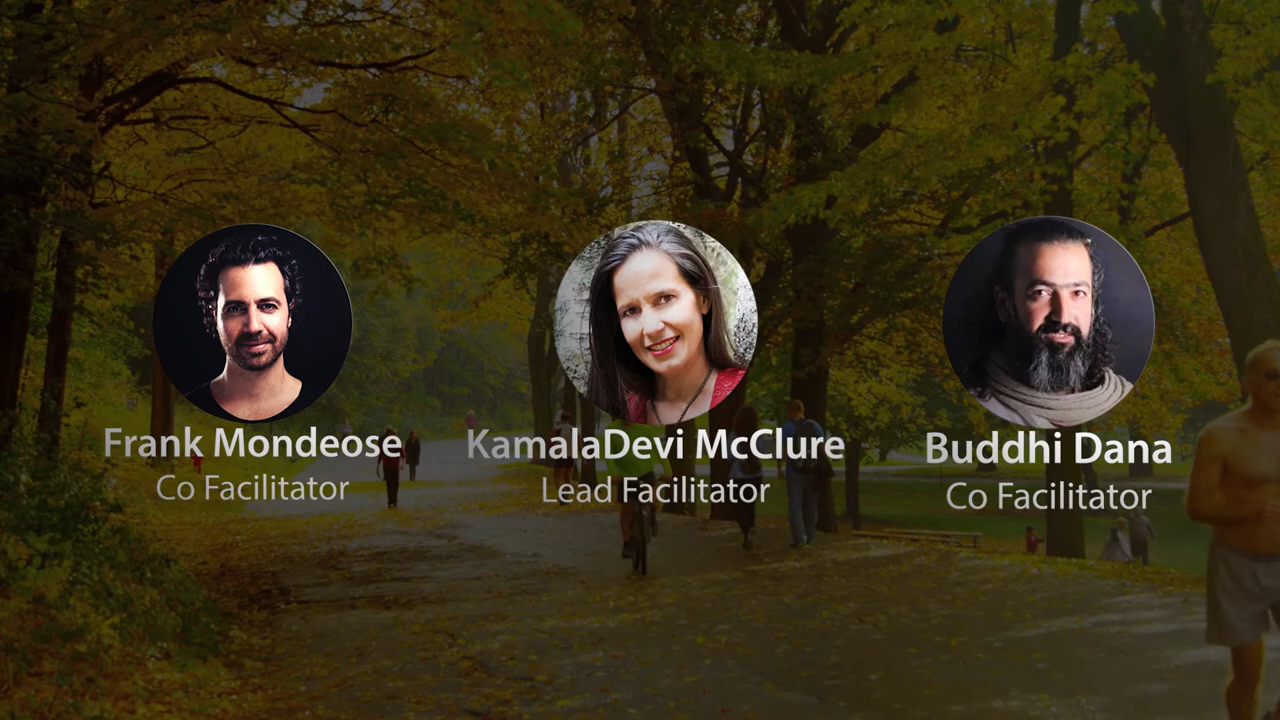 Frank Mondeose
Co Facilitator
KamalaDevi McClure
Lead Facilitator
Buddhi Dana
Co Facilitator